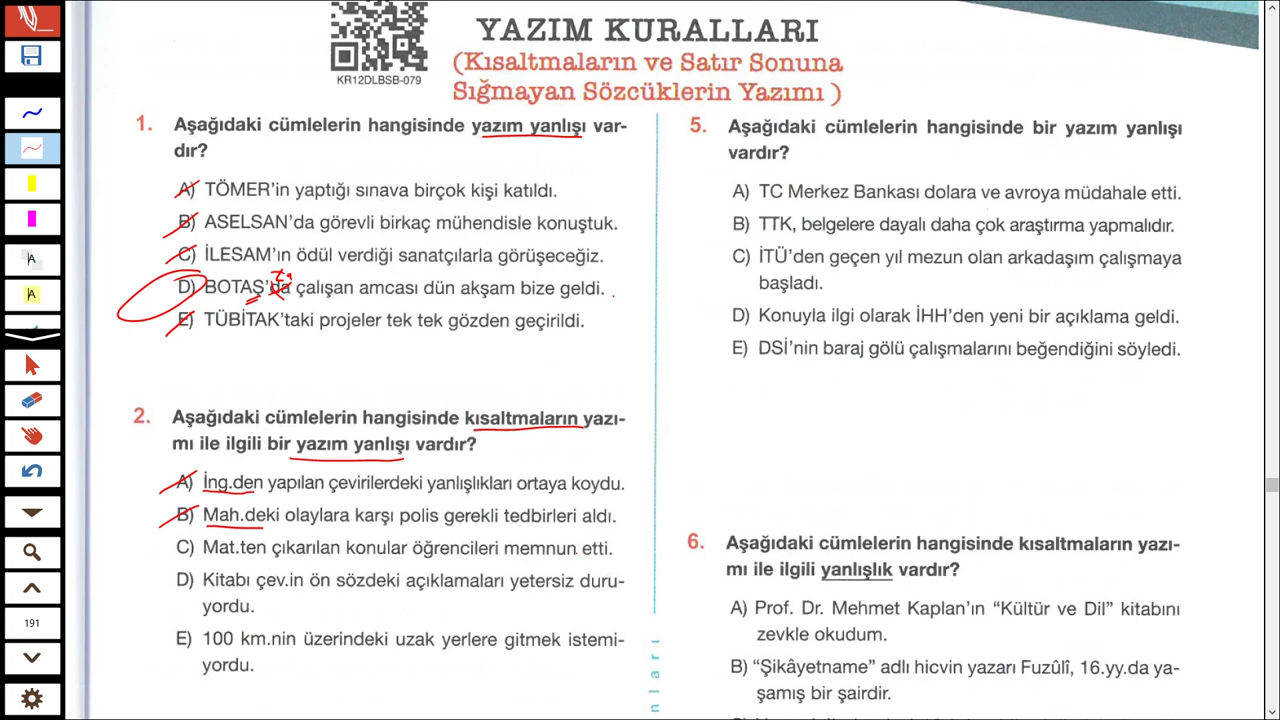 YAZIM KURALLARI
(Kısaltmaların ve Satır Sonuna
Sığmayan Sözcüklerin Yazımı )
KR12DLBSB-079
1. Aşağıdaki cümlelerin hangisinde yazım yanlışı var-
dır?
A) TÖMER’in yaptığı sınava birçok kişi katıldı.
B) ASELSAN’da görevli birkaç mühendisle konuştuk.
C) İLESAM’ın ödül verdiği sanatçılarla görüşeceğiz.
ta
D) BOTAŞ’da çalışan amcası dün akşam bize geldi.
E) TÜBİTAK’taki projeler tek tek gözden geçirildi.
2. Aşağıdaki cümlelerin hangisinde kısaltmaların yazı-
mı ile ilgili bir yazım yanlışı vardır?
A) İng.den yapılan çevirilerdeki yanlışlıkları ortaya koydu.
B) Mah.deki olaylara karşı polis gerekli tedbirleri aldı.
C) Mat.ten çıkarılan konular öğrencileri memnun etti.
D) Kitabı çev.in ön sözdeki açıklamaları yetersiz duru-
yordu.
E) 100 km.nin üzerindeki uzak yerlere gitmek istemi-
yordu.
5. Aşağıdaki cümlelerin hangisinde bir yazım yanlışı
vardır?
A) TC Merkez Bankası dolara ve avroya müdahale etti.
B) TTK, belgelere dayalı daha çok araştırma yapmalıdır.
C) İTÜ’den geçen yıl mezun olan arkadaşım çalışmaya
başladı.
D) Konuyla ilgi olarak İHH’den yeni bir açıklama geldi.
E) DSİ’nin baraj gölü çalışmalarını beğendiğini söyledi.
6. Aşağıdaki cümlelerin hangisinde kısaltmaların yazı-
mı ile ilgili yanlışlık vardır?
A) Prof. Dr. Mehmet Kaplan’ın “Kültür ve Dil” kitabını
zevkle okudum.
B) “Şikâyetname” adlı hicvin yazarı Fuzûlî, 16.yy.da ya-
şamış bir şairdir.
nları
A
A
191